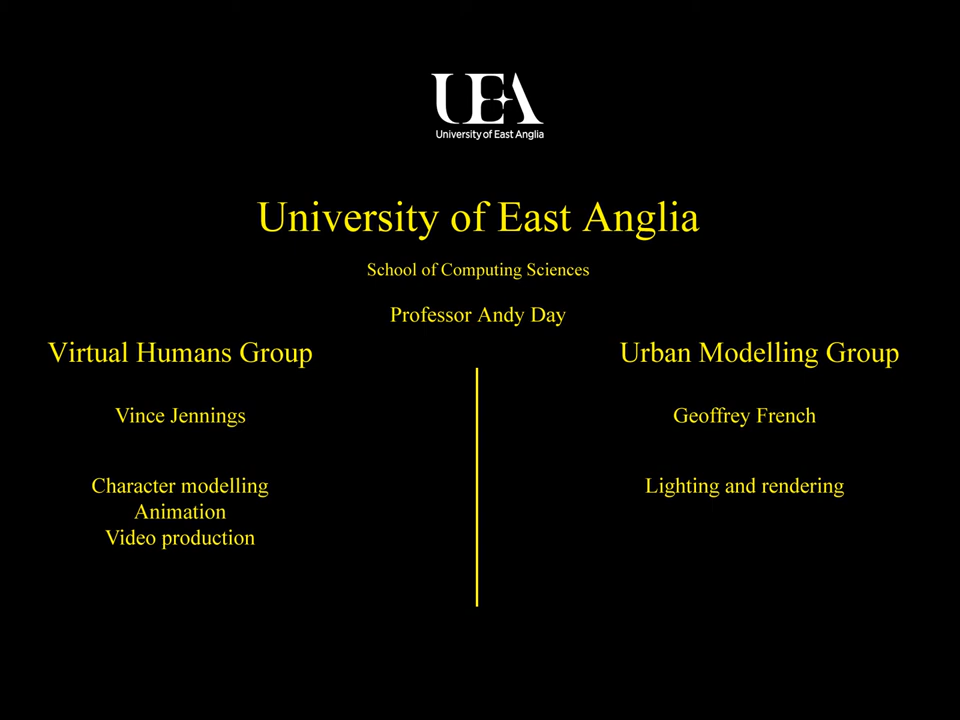 UEA
University of East Anglia
University of East Anglia
School of Computing Sciences
Professor Andy Day
Virtual Humans Group
Vince Jennings
Character modelling
Animation
Video production
Urban Modelling Group
Geoffrey French
Lighting and rendering